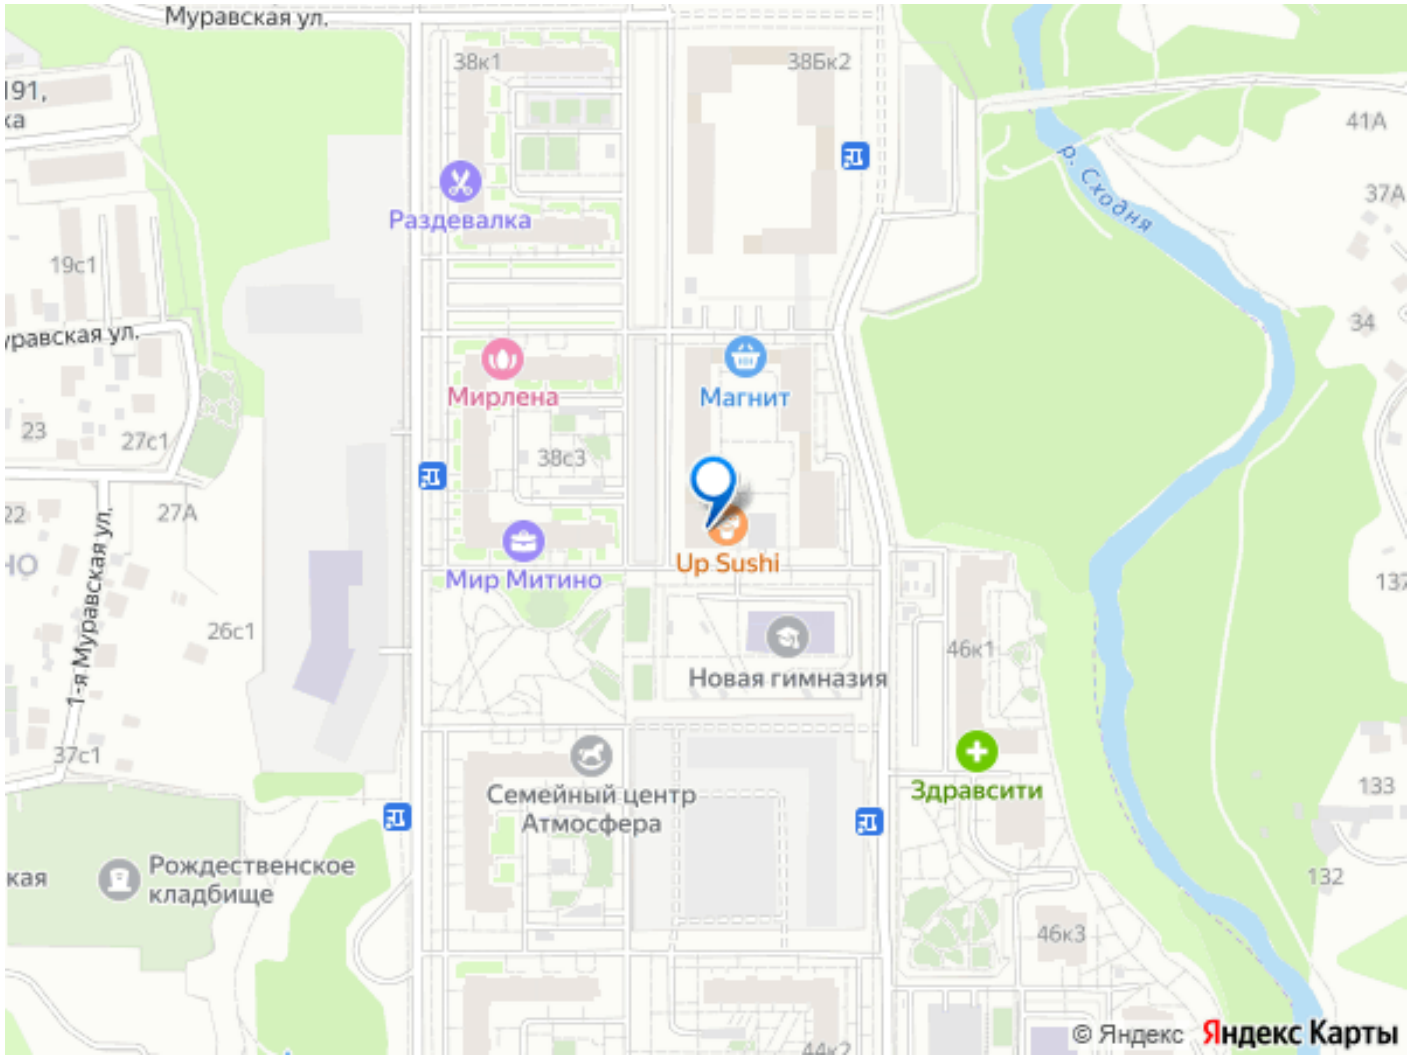 Муравская ул.
38к1
38Бк2
191,
ка
41А
р. Сходня
37А
Раздевалка
19с1
уравская ул.
34
Мирлена
Магнит
23
27с1
38с3
22
27А
1-я Муравская ул.
НО
Up Sushi
Мир Митино
137
26с1
46к1
Новая гимназия
37с1
Семейный центр
Атмосфера
Здравсити
133
Рождественское
кладбище
кая
132
46к3
44к2
© Яндекс Яндекс Карты